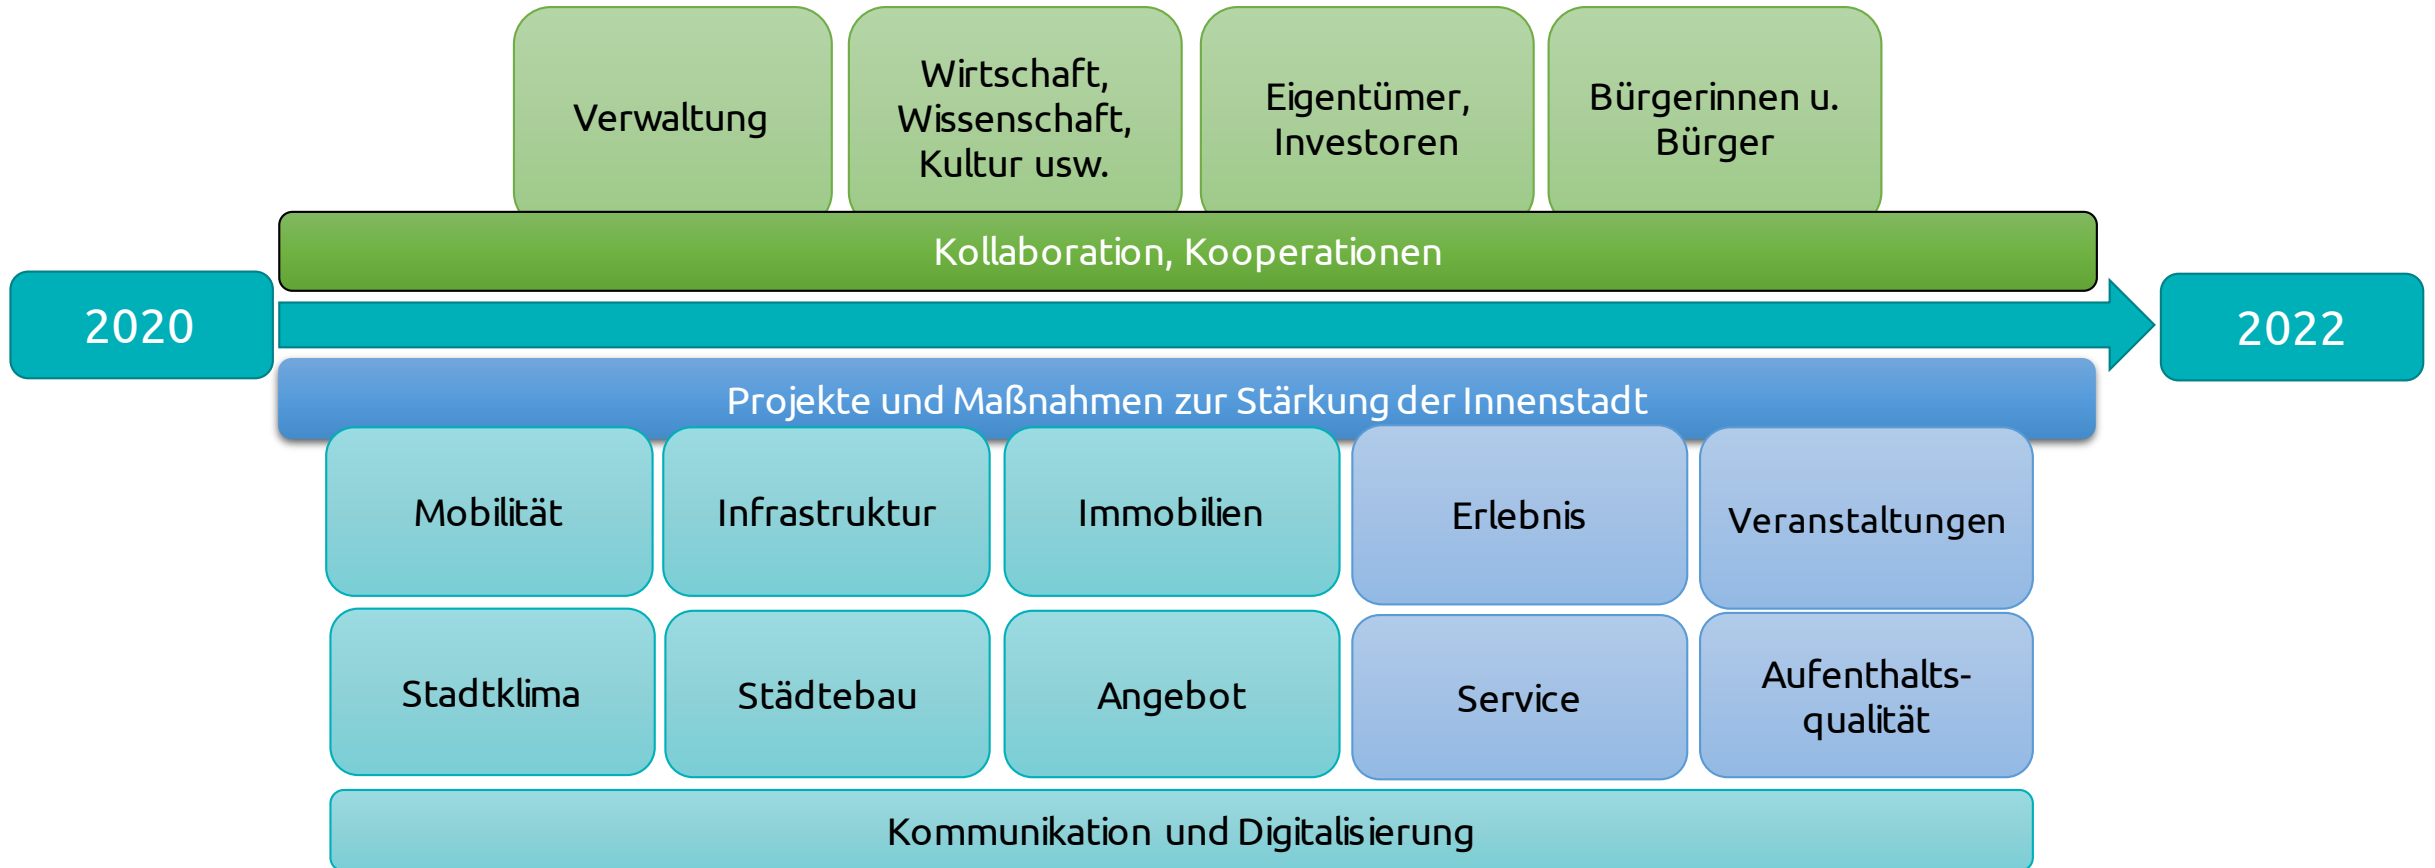 Verwaltung
Wirtschaft,
Wissenschaft,
Kultur usw.
Eigentümer,
Investoren
Bürgerinnen u.
Bürger
Kollaboration, Kooperationen
2020
2022
Projekte und Maßnahmen zur Stärkung der Innenstadt
Mobilität
Infrastruktur
Immobilien
Erlebnis
Veranstaltungen
Stadtklima
Städtebau
Angebot
Service
Aufenthalts-
qualität
Kommunikation und Digitalisierung